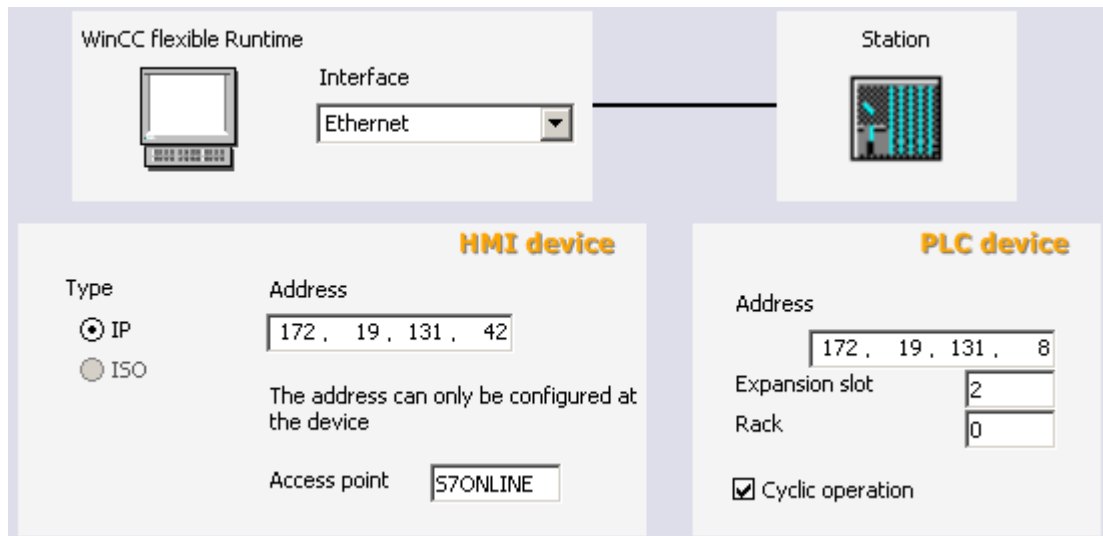 WinCC flexible Runtime
Interface
Ethernet
Station
HMI device
Type
Address
IP
172 . 19 . 131 . 42
ISO
The address can only be configured at
the device
Access point
S7ONLINE
PLC device
Address
172 . 19 . 131 . 8
Expansion slot
2
Rack
0
Cyclic operation